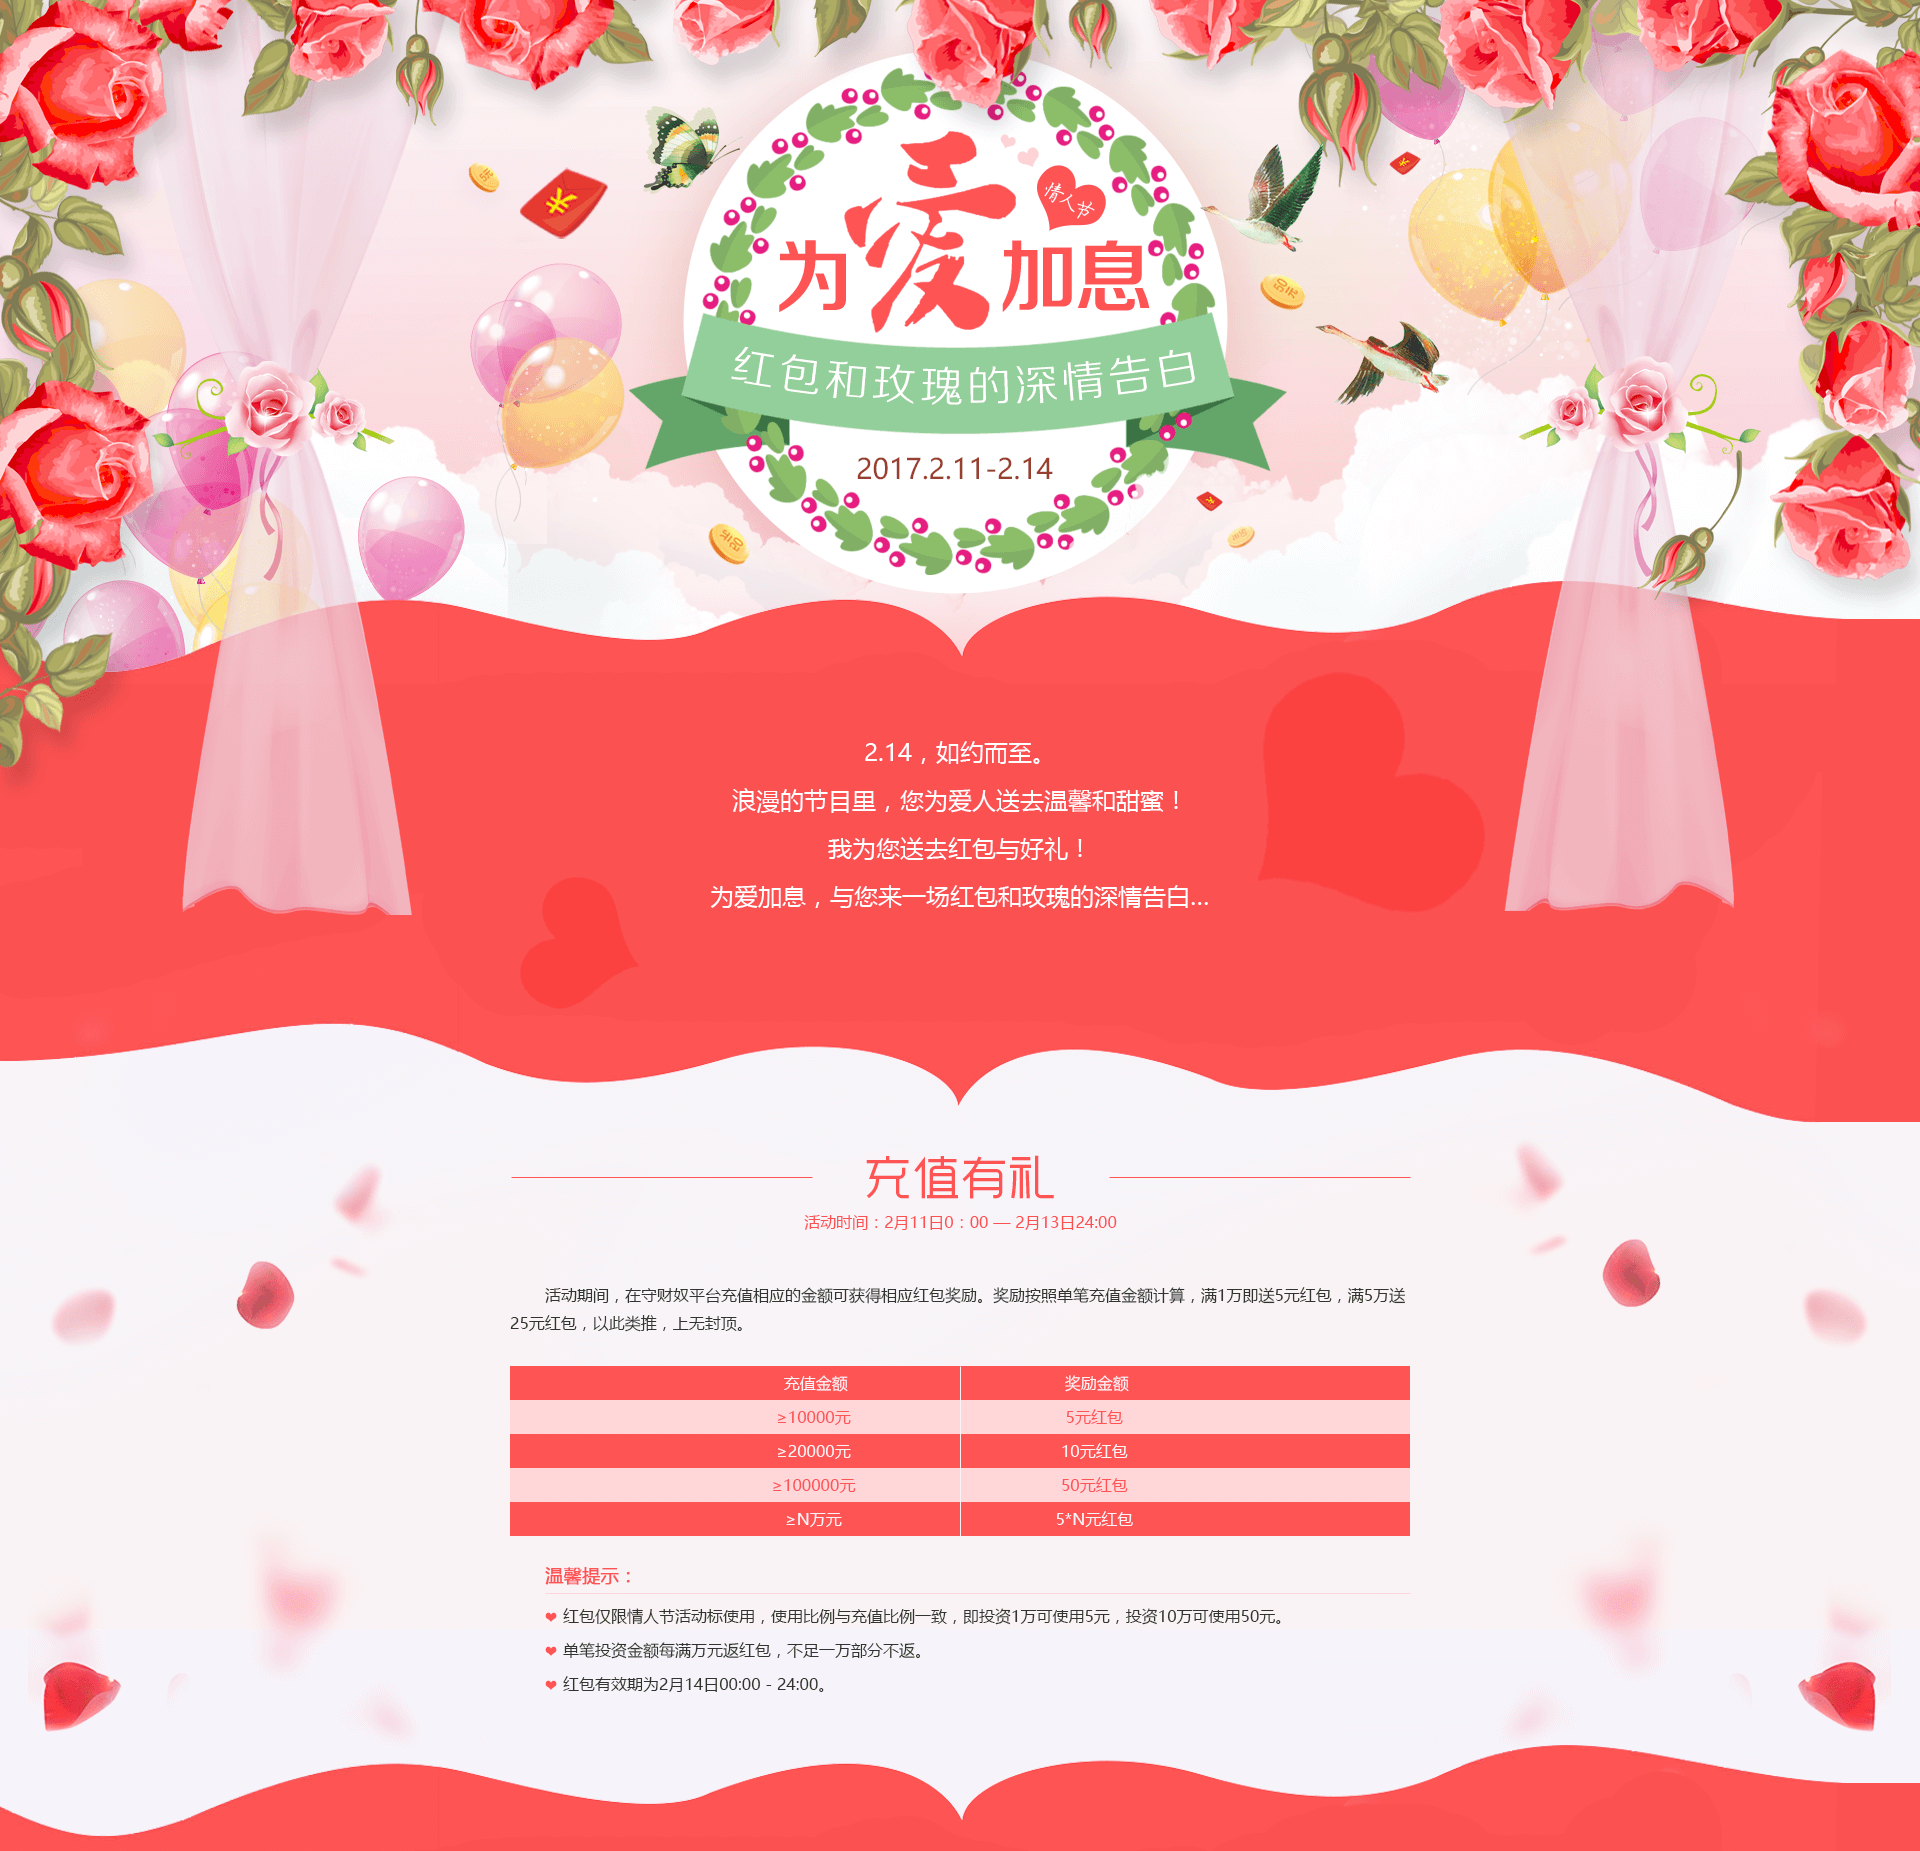 情人节
为爱加息
红包和玫瑰的深情告白
2017.2.11-2.14
2.14，如约而至。
浪漫的节目里，您为爱人送去温馨和甜蜜！
我为您送去红包与好礼！
为爱加息，与您来一场红包和玫瑰的深情告白...
充值有礼
活动时间：2月11日0：00 — 2月13日24:00
活动期间，在守财奴平台充值相应的金额可获得相应红包奖励。奖励按照单笔充值金额计算，满1万即送5元红包，满5万送
25元红包，以此类推，上无封顶。
充值金额 奖励金额
≥10000元 5元红包
≥20000元 10元红包
≥100000元 50元红包
≥N万元 5*N元红包
温馨提示：
❤ 红包仅限情人节活动标使用，使用比例与充值比例一致，即投资1万可使用5元，投资10万可使用50元。
❤ 单笔投资金额每满万元返红包，不足一万部分不返。
❤ 红包有效期为2月14日00:00 - 24:00。